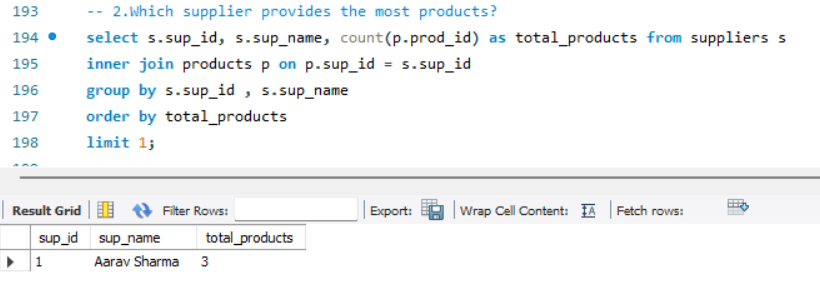 193 -- 2.Which supplier provides the most products?
194 select s.sup_id, s.sup_name, count(p.prod_id) as total_products from suppliers s
195 inner join products p on p.sup_id = s.sup_id
196 group by s.sup_id , s.sup_name
197 order by total_products
198 limit 1;
Result Grid Filter Rows: Export: Wrap Cell Content: Fetch rows:
sup_id sup_name total_products
1 Aarav Sharma 3